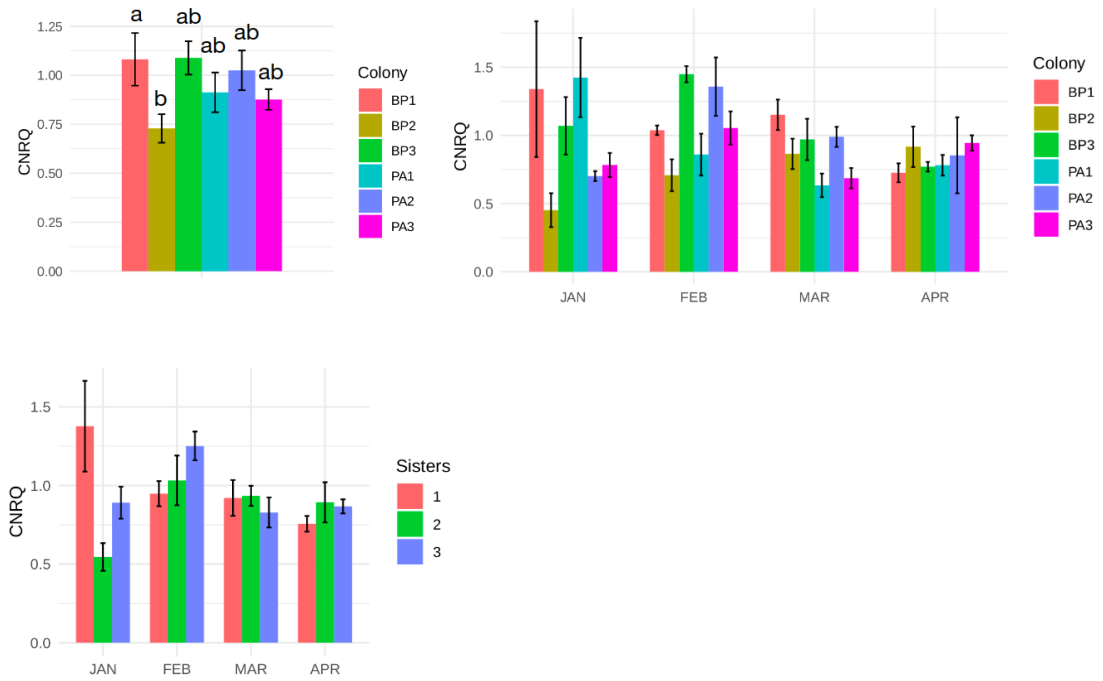 a
ab
ab
ab
ab
b
1.25
1.00
0.75
0.50
0.25
0.00
CNRQ
Colony
BP1
BP2
BP3
PA1
PA2
PA3
1.5
1.0
0.5
0.0
CNRQ
JAN FEB MAR APR
Colony
BP1
BP2
BP3
PA1
PA2
PA3
1.5
1.0
0.5
0.0
CNRQ
JAN FEB MAR APR
Sisters
1
2
3